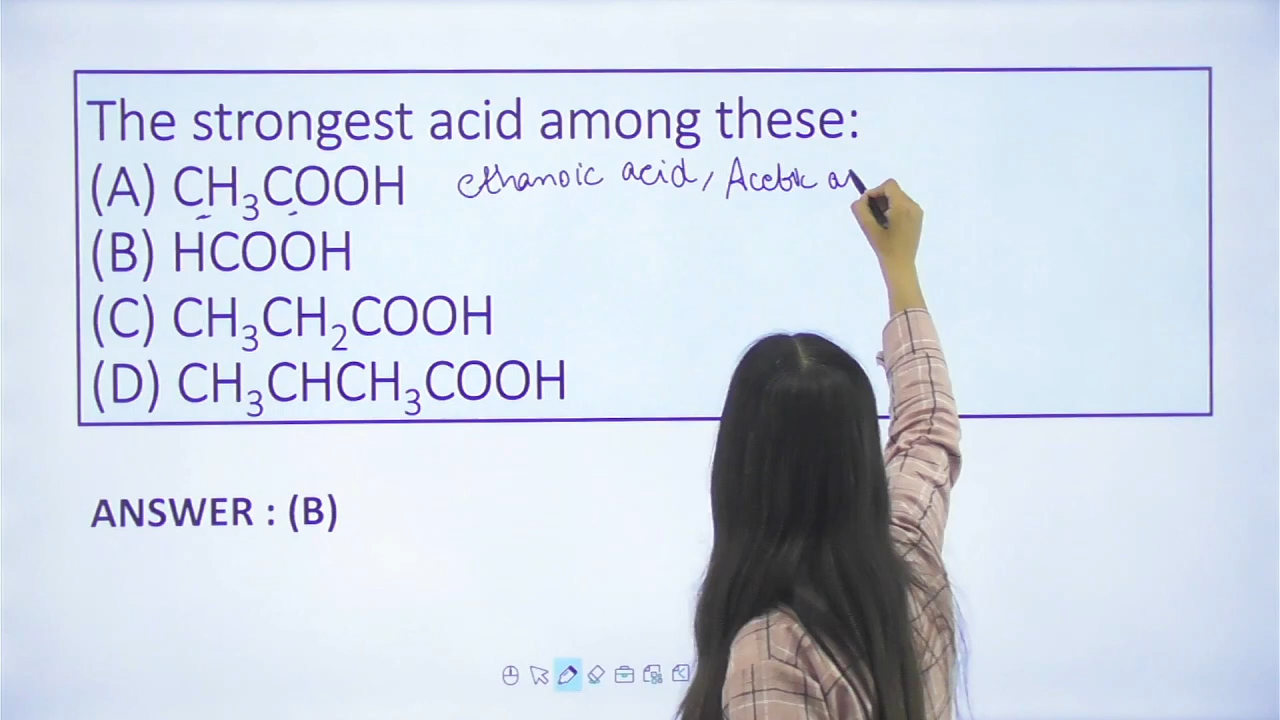 The strongest acid among these:
(A) CH₃COOH ethanoic acid, Acetic a
(B) HCOOH
(C) CH₃CH₂COOH
(D) CH₃CHCH₃COOH
ANSWER : (B)